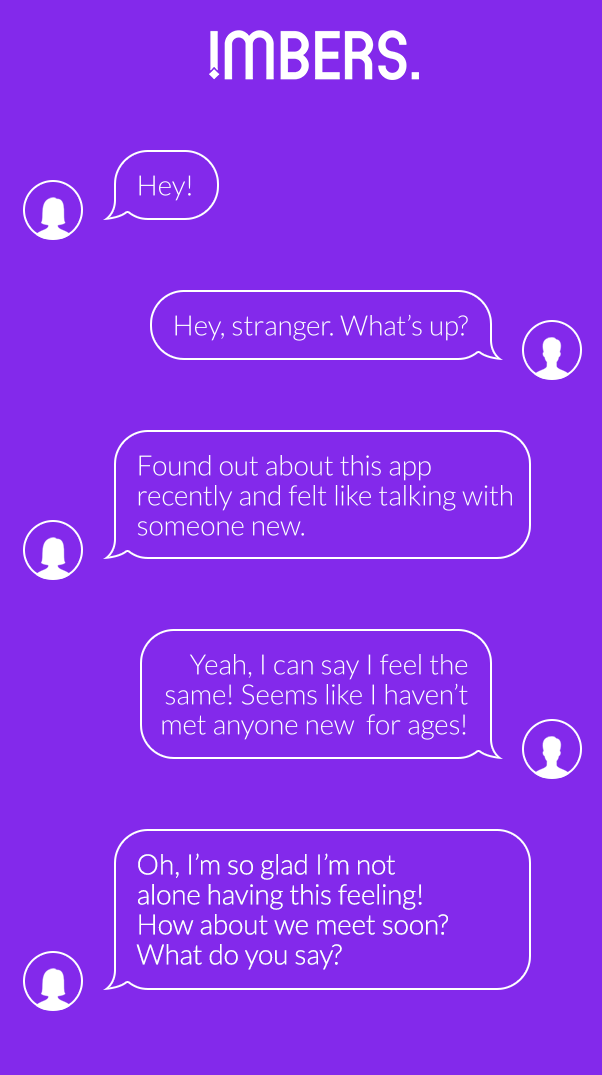 IMBERS.
Hey!
Hey, stranger. What’s up?
Found out about this app
recently and felt like talking with
someone new.
Yeah, I can say I feel the
same! Seems like I haven’t
met anyone new  for ages!
Oh, I’m so glad I’m not
alone having this feeling!
How about we meet soon?
What do you say?